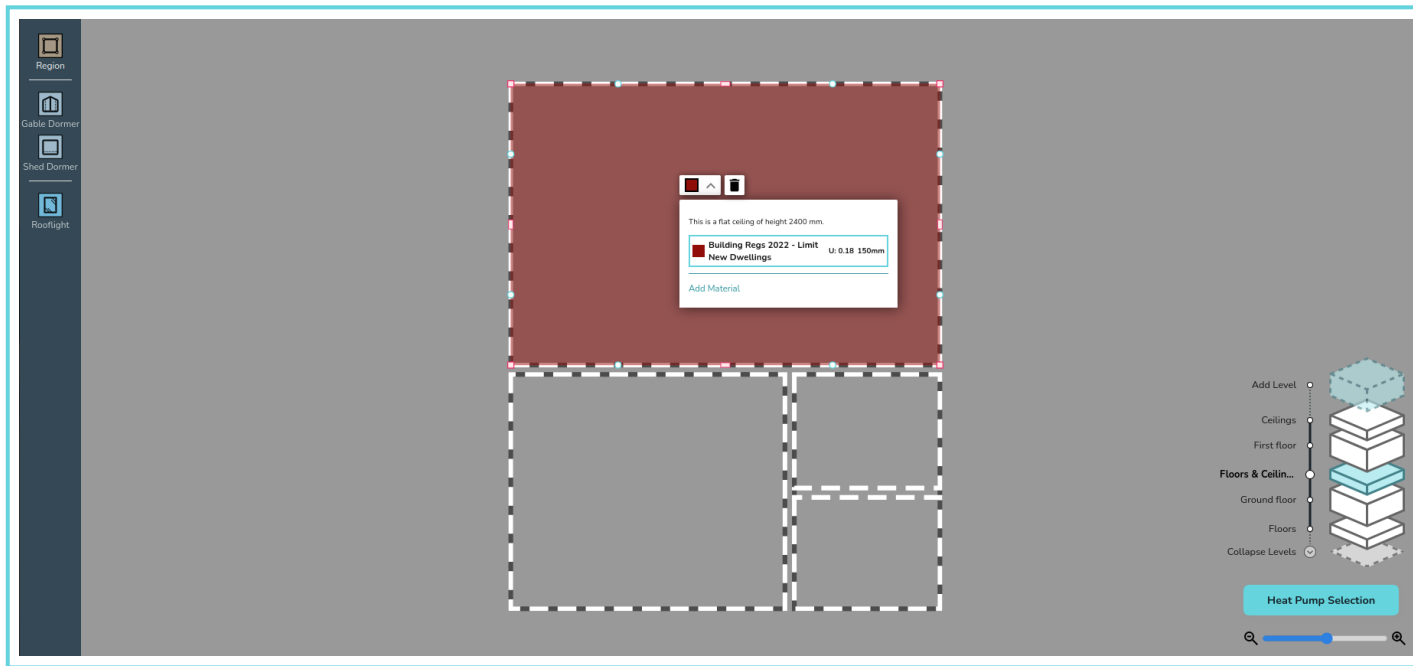 Region
Gable Dormer
Shed Dormer
Rooflight
This is a flat ceiling of height 2400 mm.
Building Regs 2022 - Limit
New Dwellings
U: 0.18 150mm
Add Material
Add Level
Ceilings
First floor
Floors & Ceilin...
Ground floor
Floors
Collapse Levels
Heat Pump Selection